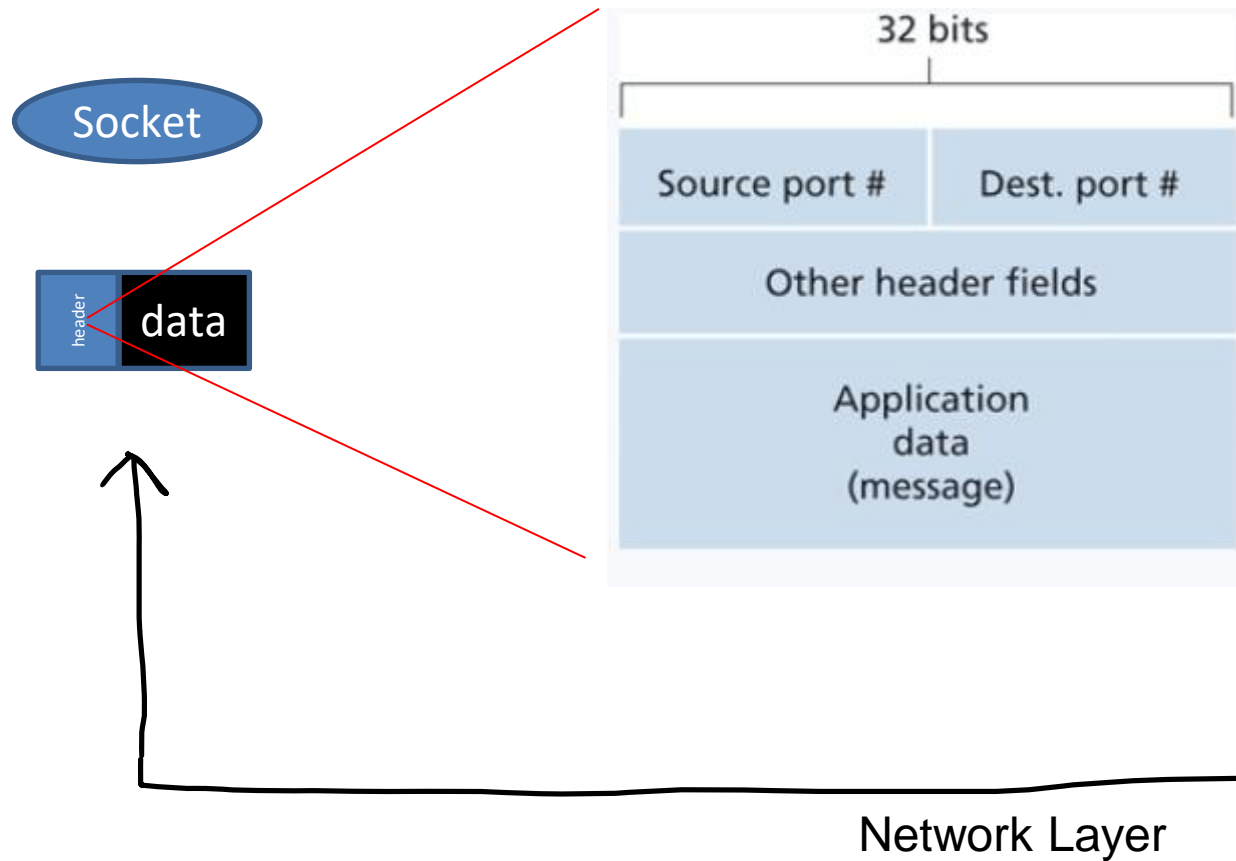 32 bits
Socket
Source port #
Dest. port #
Other header fields
header
data
Application
data
(message)
Network Layer